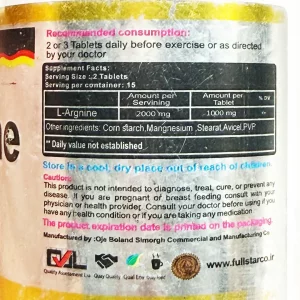 Recommended consumption:
2 or 3 Tablets daily before exercise or as directed
by your doctor
Supplement Facts:
Serving Size :2 Tablets
Serving per container: 15
Amount per Servining
Amount per Tablet
% DV
L-Arginine
2000 mg
1000 mg
**
Other ingredients: Corn starch,Mangnesium ,Stearat,Avicel,PVP
** Daily value not established
Store in a cool, dry place out of reach of children.
Cautions:
This product is not intended to diagnose, treat, cure, or prevent any
disease. If you are pregnant of breast feeding consult with your
physician or health provider. Consult your doctor before using if you
have any health condition or if you are taking any medication.
The product expiration date is printed on the packaging.
Manufactured by :Oje Boland Simorgh Commercial and Manufacturing Co.
www.fullstarco.ir